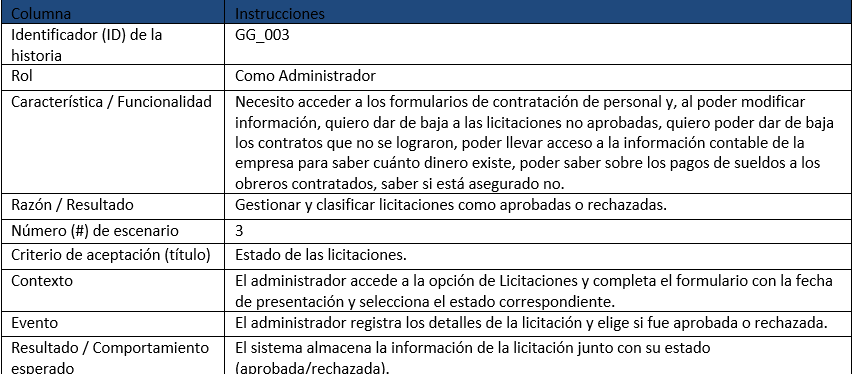 Columna
Instrucciones
Identificador (ID) de la
historia
GG_003
Rol
Como Administrador
Característica / Funcionalidad
Necesito acceder a los formularios de contratación de personal y, al poder modificar
información, quiero dar de baja a las licitaciones no aprobadas, quiero poder dar de baja
los contratos que no se lograron, poder llevar acceso a la información contable de la
empresa para saber cuánto dinero existe, poder saber sobre los pagos de sueldos a los
obreros contratados, saber si está asegurado no.
Razón / Resultado
Gestionar y clasificar licitaciones como aprobadas o rechazadas.
Número (#) de escenario
3
Criterio de aceptación (título)
Estado de las licitaciones.
Contexto
El administrador accede a la opción de Licitaciones y completa el formulario con la fecha
de presentación y selecciona el estado correspondiente.
Evento
El administrador registra los detalles de la licitación y elige si fue aprobada o rechazada.
Resultado / Comportamiento
esperado
El sistema almacena la información de la licitación junto con su estado
(aprobada/rechazada).